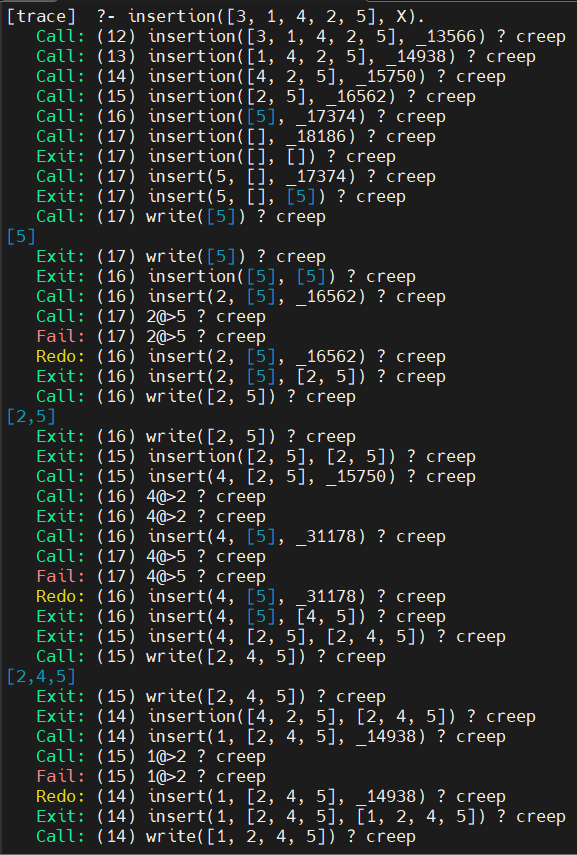 [trace]  ?- insertion([3, 1, 4, 2, 5], X).
   Call: (12) insertion([3, 1, 4, 2, 5], _13566) ? creep
   Call: (13) insertion([1, 4, 2, 5], _14938) ? creep
   Call: (14) insertion([4, 2, 5], _15750) ? creep
   Call: (15) insertion([2, 5], _16562) ? creep
   Call: (16) insertion([5], _17374) ? creep
   Call: (17) insertion([], _18186) ? creep
   Exit: (17) insertion([], []) ? creep
   Call: (17) insert(5, [], _17374) ? creep
   Exit: (17) insert(5, [], [5]) ? creep
   Call: (17) write([5]) ? creep
[5]
   Exit: (17) write([5]) ? creep
   Exit: (16) insertion([5], [5]) ? creep
   Call: (16) insert(2, [5], _16562) ? creep
   Call: (17) 2@>5 ? creep
   Fail: (17) 2@>5 ? creep
   Redo: (16) insert(2, [5], _16562) ? creep
   Exit: (16) insert(2, [5], [2, 5]) ? creep
   Call: (16) write([2, 5]) ? creep
[2,5]
   Exit: (16) write([2, 5]) ? creep
   Exit: (15) insertion([2, 5], [2, 5]) ? creep
   Call: (15) insert(4, [2, 5], _15750) ? creep
   Call: (16) 4@>2 ? creep
   Exit: (16) 4@>2 ? creep
   Call: (16) insert(4, [5], _31178) ? creep
   Call: (17) 4@>5 ? creep
   Fail: (17) 4@>5 ? creep
   Redo: (16) insert(4, [5], _31178) ? creep
   Exit: (16) insert(4, [5], [4, 5]) ? creep
   Exit: (15) insert(4, [2, 5], [2, 4, 5]) ? creep
   Call: (15) write([2, 4, 5]) ? creep
[2,4,5]
   Exit: (15) write([2, 4, 5]) ? creep
   Exit: (14) insertion([4, 2, 5], [2, 4, 5]) ? creep
   Call: (14) insert(1, [2, 4, 5], _14938) ? creep
   Call: (15) 1@>2 ? creep
   Fail: (15) 1@>2 ? creep
   Redo: (14) insert(1, [2, 4, 5], _14938) ? creep
   Exit: (14) insert(1, [2, 4, 5], [1, 2, 4, 5]) ? creep
   Call: (14) write([1, 2, 4, 5]) ? creep